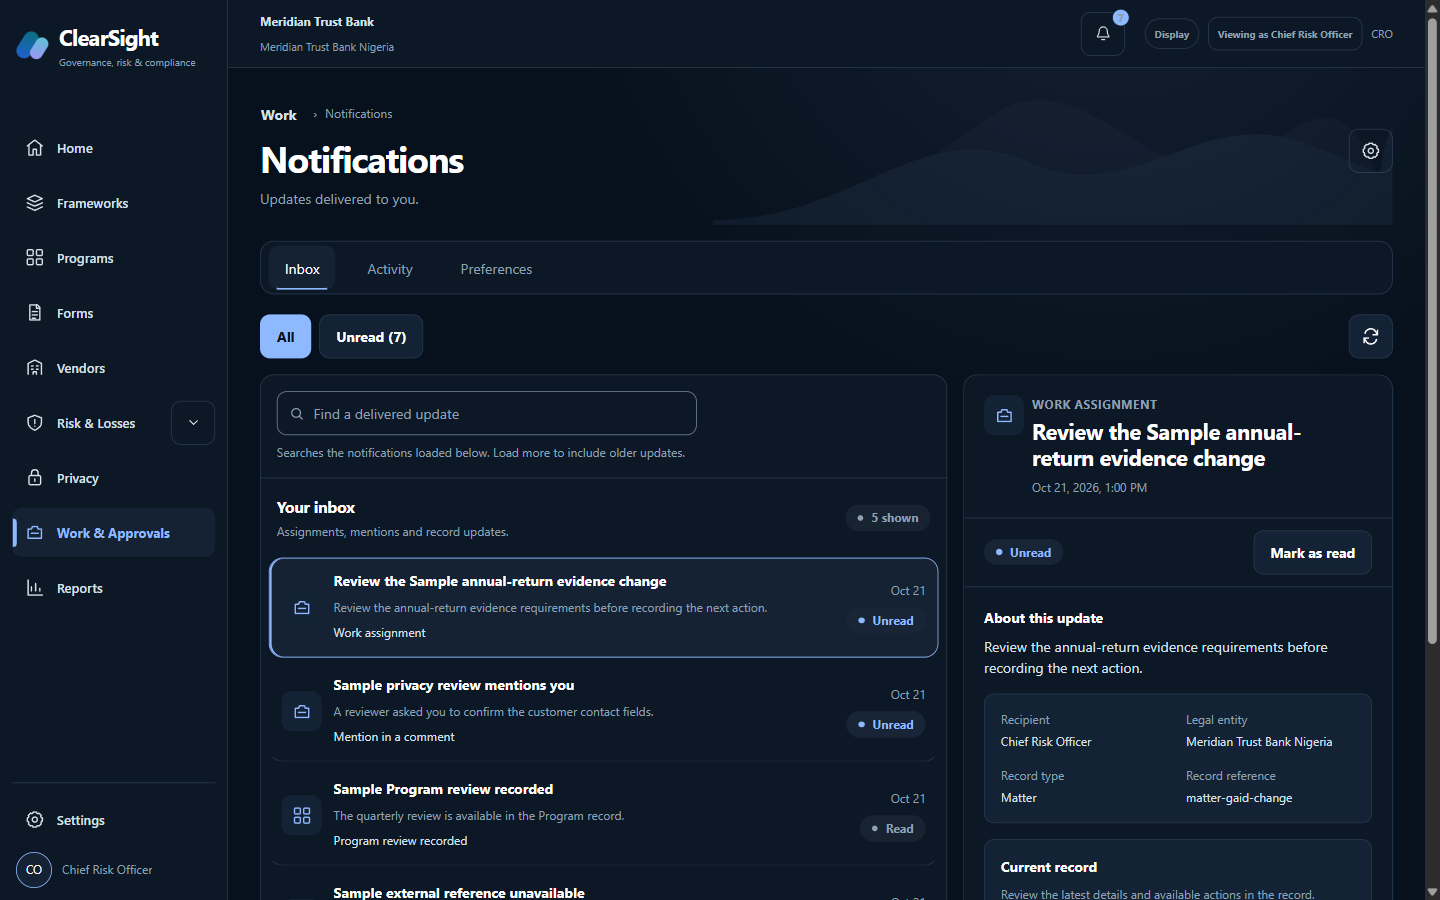 ClearSight
Governance, risk & compliance
Home
Frameworks
Programs
Forms
Vendors
Risk & Losses
Privacy
Work & Approvals
Reports
Settings
CO
Chief Risk Officer
Meridian Trust Bank
Meridian Trust Bank Nigeria
Display
Viewing as Chief Risk Officer
CRO
Work › Notifications
Notifications
Updates delivered to you.
Inbox
Activity
Preferences
All
Unread (7)
Find a delivered update
Searches the notifications loaded below. Load more to include older updates.
Your inbox
Assignments, mentions and record updates.
5 shown
Review the Sample annual-return evidence change
Review the annual-return evidence requirements before recording the next action.
Work assignment
Oct 21
Unread
Sample privacy review mentions you
A reviewer asked you to confirm the customer contact fields.
Mention in a comment
Oct 21
Unread
Sample Program review recorded
The quarterly review is available in the Program record.
Program review recorded
Oct 21
Read
Sample external reference unavailable
WORK ASSIGNMENT
Review the Sample annual-
return evidence change
Oct 21, 2026, 1:00 PM
Unread
Mark as read
About this update
Review the annual-return evidence requirements before
recording the next action.
Recipient
Chief Risk Officer
Legal entity
Meridian Trust Bank Nigeria
Record type
Matter
Record reference
matter-gaid-change
Current record
Review the latest details and available actions in the record.